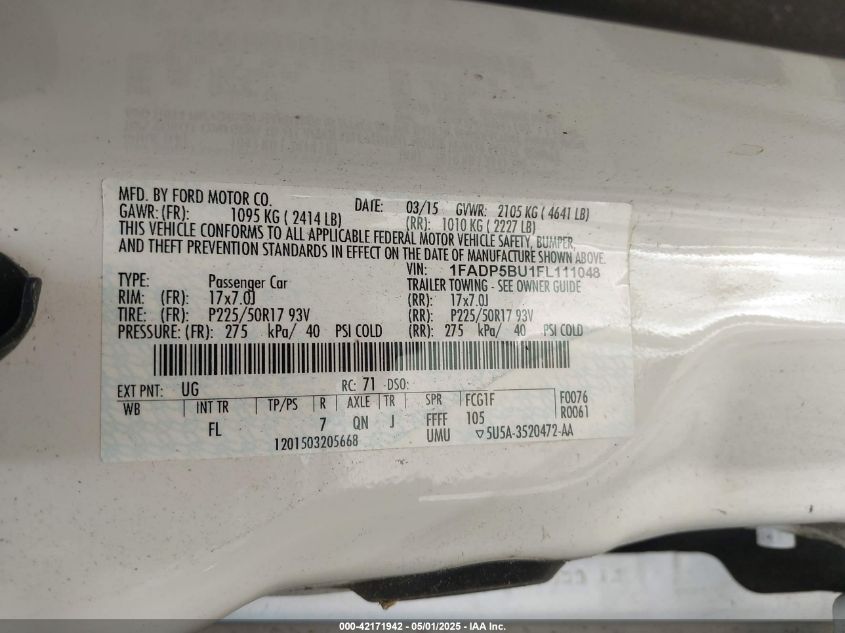 MFD. BY FORD MOTOR CO. DATE: 03/15 GVWR: 2105 KG ( 4641 LB)
GAWR: (FR): 1095 KG ( 2414 LB) (RR): 1010 KG ( 2227 LB)
THIS VEHICLE CONFORMS TO ALL APPLICABLE FEDERAL MOTOR VEHICLE SAFETY, BUMPER,
AND THEFT PREVENTION STANDARDS IN EFFECT ON THE DATE OF MANUFACTURE SHOWN ABOVE.
VIN: 1FADP5BU1FL111048
TYPE: Passenger Car TRAILER TOWING - SEE OWNER GUIDE
RIM: (FR): 17x7.0J (RR): 17x7.0J
TIRE: (FR): P225/50R17 93V (RR): P225/50R17 93V
PRESSURE: (FR): 275 kPa/ 40 PSI COLD (RR): 275 kPa/ 40 PSI COLD
EXT PNT: UG RC: 71 DSO:
WB INT TR TP/PS R AXLE TR SPR FCG1F F0076
FL 7 QN J FFFF 105 R0061
1201503205668 UMU 5U5A-3520472-AA
000-42171942 - 05/01/2025 - IAA Inc.